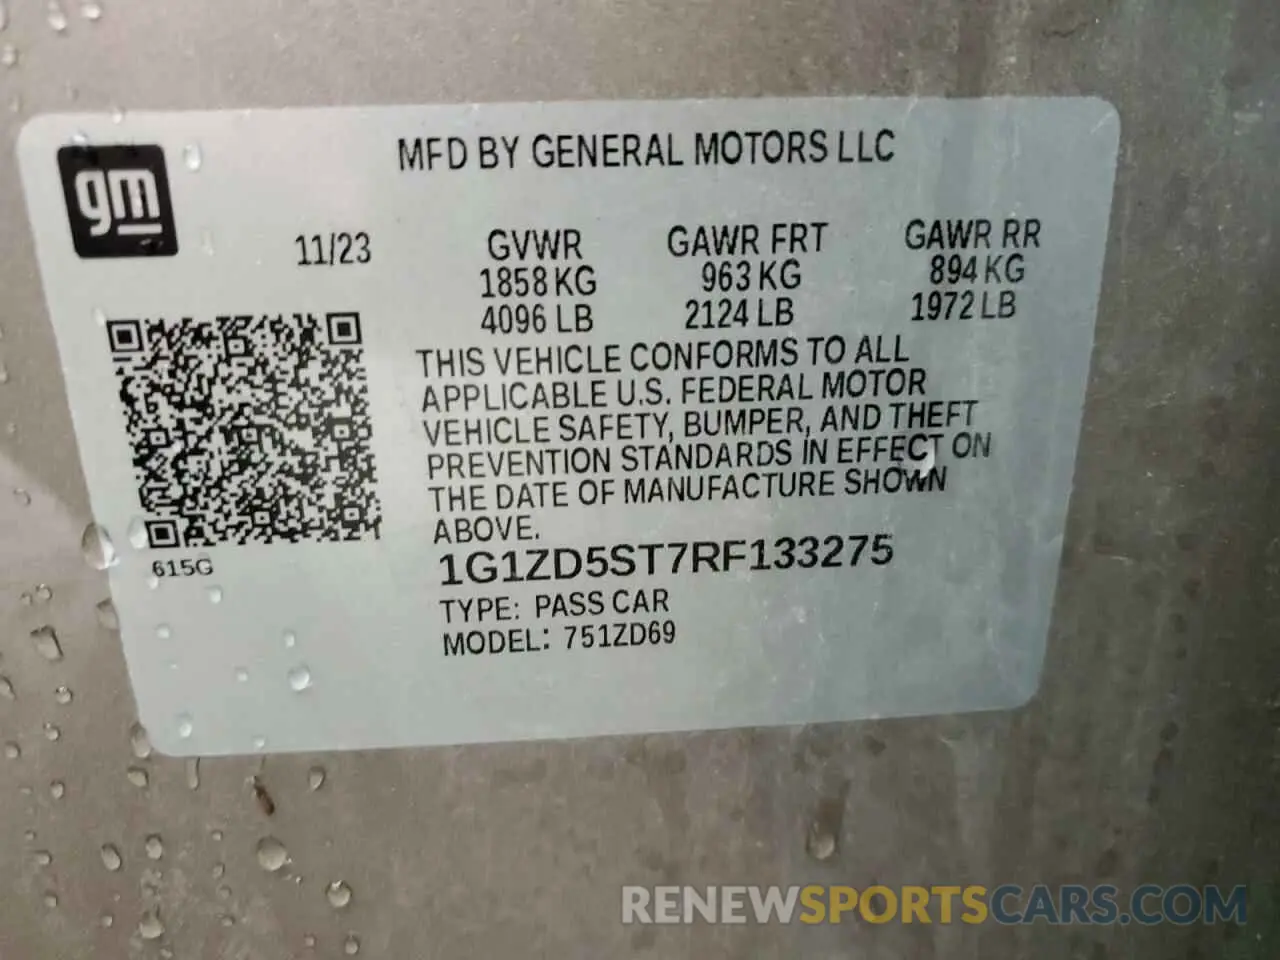 MFD BY GENERAL MOTORS LLC
gm
11/23
GVWR GAWR FRT GAWR RR
1858 KG 963 KG 894 KG
4096 LB 2124 LB 1972 LB
THIS VEHICLE CONFORMS TO ALL
APPLICABLE U.S. FEDERAL MOTOR
VEHICLE SAFETY, BUMPER, AND THEFT
PREVENTION STANDARDS IN EFFECT ON
THE DATE OF MANUFACTURE SHOWN
ABOVE.
615G
1G1ZD5ST7RF133275
TYPE: PASS CAR
MODEL: 751ZD69
RENEWSPORTSCARS.COM